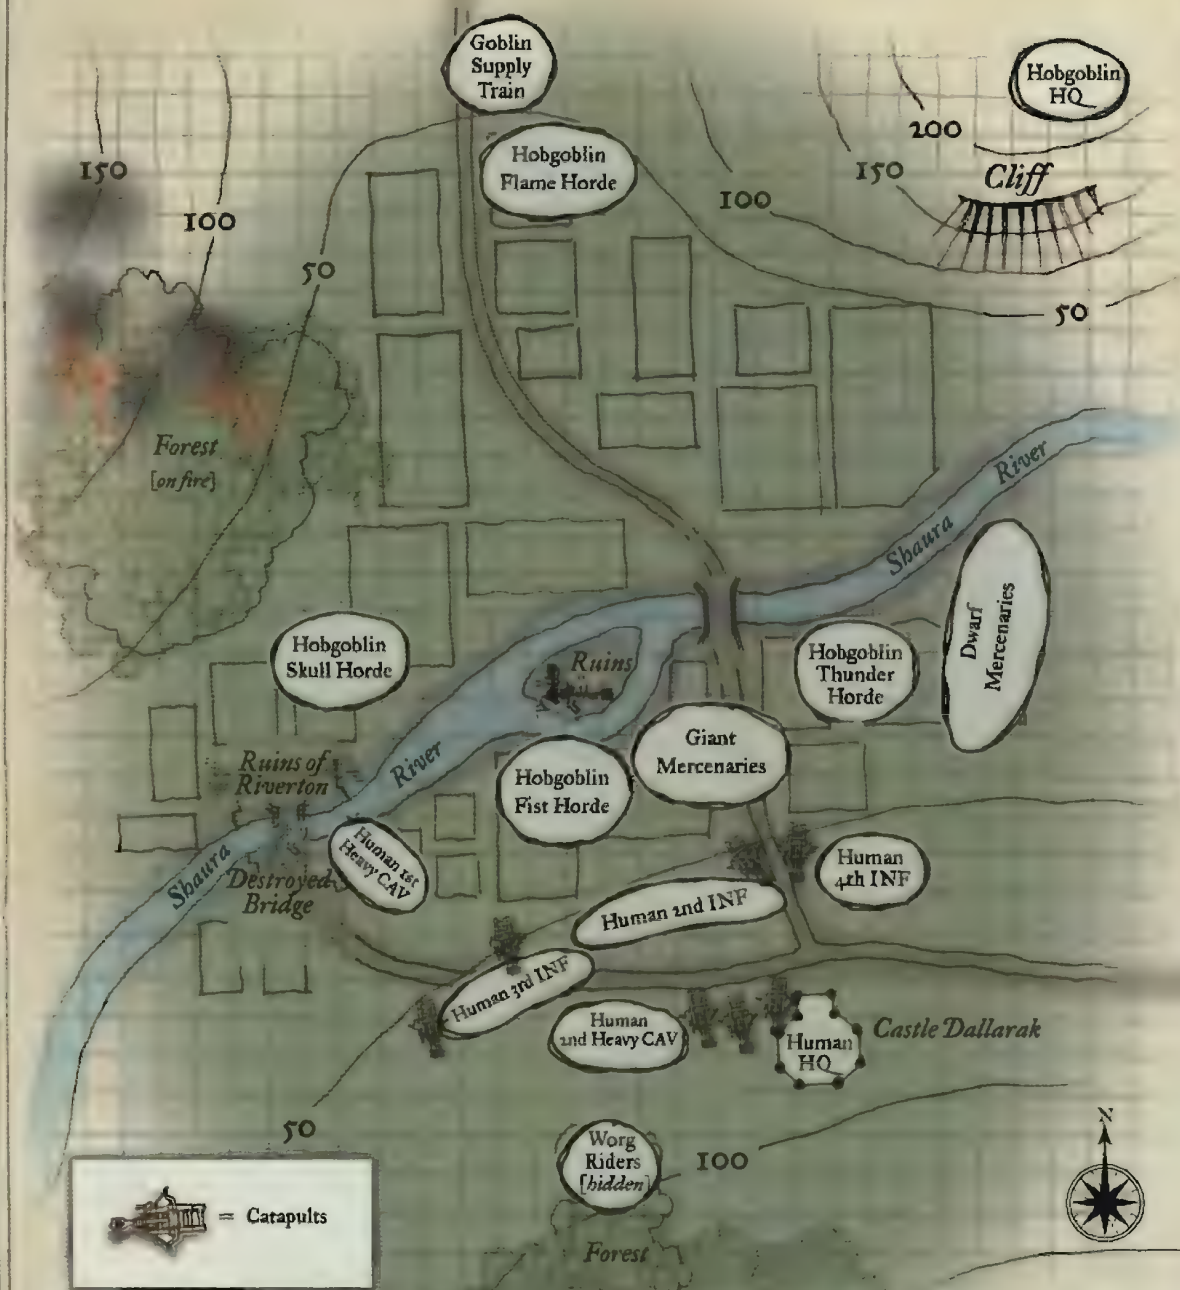 Goblin
Supply
Train
Hobgoblin
HQ
Hobgoblin
Flame Horde
200
150
150
Cliff
100
100
50
50
Forest
[on fire]
River
Shaura
Dwarf
Mercenaries
Hobgoblin
Skull Horde
Ruins
Hobgoblin
Thunder
Horde
Giant
Mercenaries
Ruins of
Riverton
River
Hobgoblin
Fist Horde
Shaura
Human 1st
Heavy CAV
Destroyed
Bridge
Human
4th INF
Human 2nd INF
Human 3rd INF
Human
2nd Heavy CAV
Human
HQ
Castle Dallarak
50
Worg
Riders
[hidden]
100
N
= Catapults
Forest